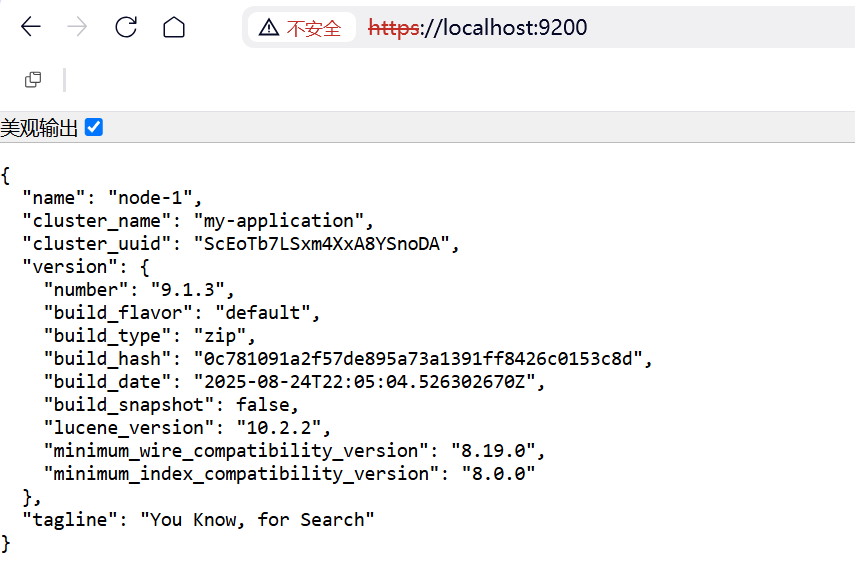 不安全 https://localhost:9200
美观输出
{
  "name": "node-1",
  "cluster_name": "my-application",
  "cluster_uuid": "ScEoTb7LSxm4XxA8YSnoDA",
  "version": {
    "number": "9.1.3",
    "build_flavor": "default",
    "build_type": "zip",
    "build_hash": "0c781091a2f57de895a73a1391ff8426c0153c8d",
    "build_date": "2025-08-24T22:05:04.526302670Z",
    "build_snapshot": false,
    "lucene_version": "10.2.2",
    "minimum_wire_compatibility_version": "8.19.0",
    "minimum_index_compatibility_version": "8.0.0"
  },
  "tagline": "You Know, for Search"
}